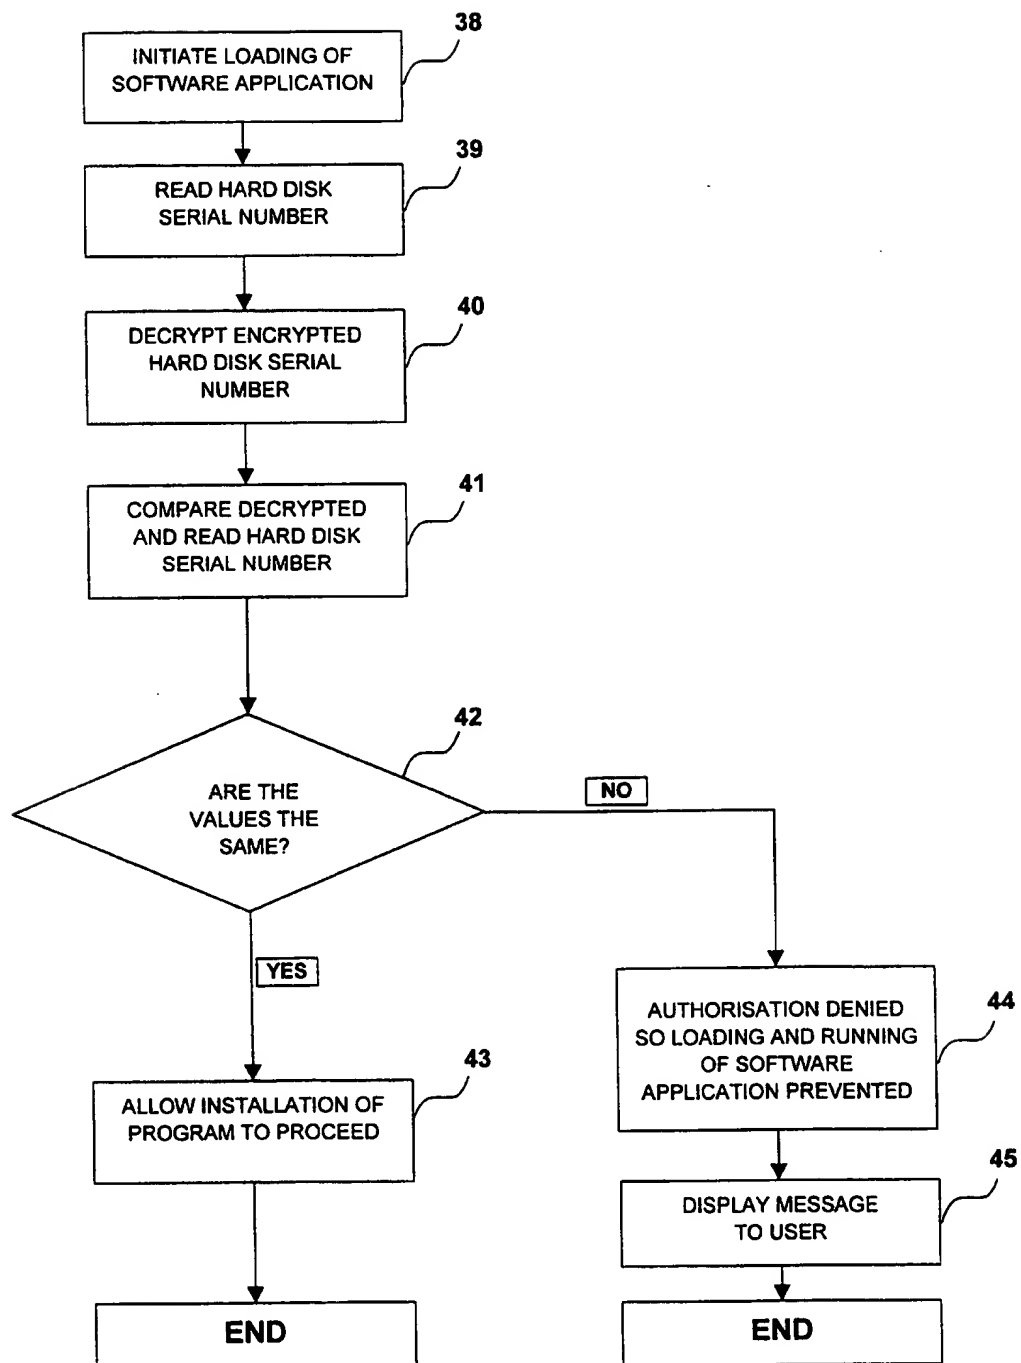 38
INITIATE LOADING OF
SOFTWARE APPLICATION
39
READ HARD DISK
SERIAL NUMBER
40
DECRYPT ENCRYPTED
HARD DISK SERIAL
NUMBER
41
COMPARE DECRYPTED
AND READ HARD DISK
SERIAL NUMBER
42
ARE THE
VALUES THE
SAME?
NO
YES
AUTHORISATION DENIED
SO LOADING AND RUNNING
OF SOFTWARE
APPLICATION PREVENTED
44
43
ALLOW INSTALLATION OF
PROGRAM TO PROCEED
45
DISPLAY MESSAGE
TO USER
END
END